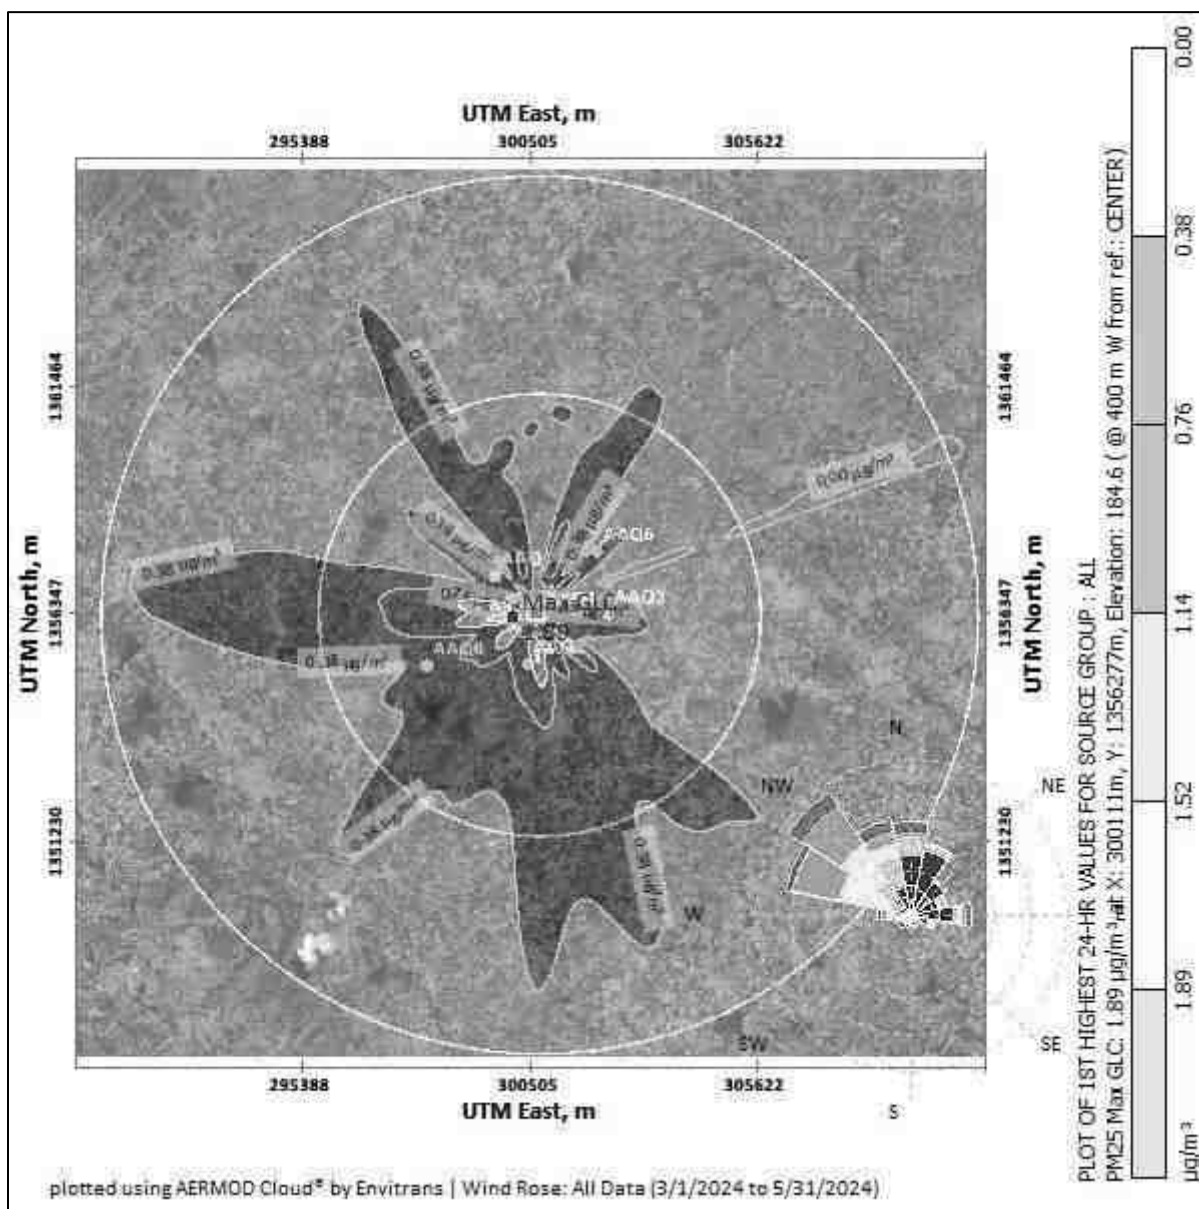 UTM East, m
295388
300505
305622
1361464
1361464
0.38 µg/m³
0.00 µg/m³
0.38 µg/m³
AAQ6
0.38 µg/m³
Max GLC
AAQ3
1356347
1356347
UTM North, m
UTM North, m
0.38 µg/m³
N
NW
NE
0.38 µg/m³
0.38 µg/m³
1351230
1351230
W
SW
SE
S
295388
300505
305622
UTM East, m
plotted using AERMOD Cloud® by Envitrans | Wind Rose: All Data (3/1/2024 to 5/31/2024)
PLOT OF 1ST HIGHEST 24-HR VALUES FOR SOURCE GROUP : ALL
PM25 Max GLC: 1.89 µg/m³ at X: 300111m, Y: 1356277m, Elevation: 184.6 ( @ 400 m W from ref.: CENTER)
0.00
0.38
0.76
1.14
1.52
1.89
µg/m³